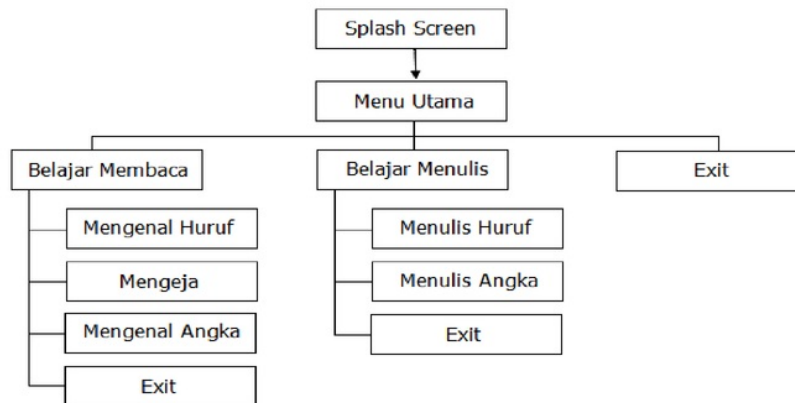 Splash Screen
Menu Utama
Belajar Membaca
Belajar Menulis
Exit
Mengenal Huruf
Mengeja
Mengenal Angka
Exit
Menulis Huruf
Menulis Angka
Exit